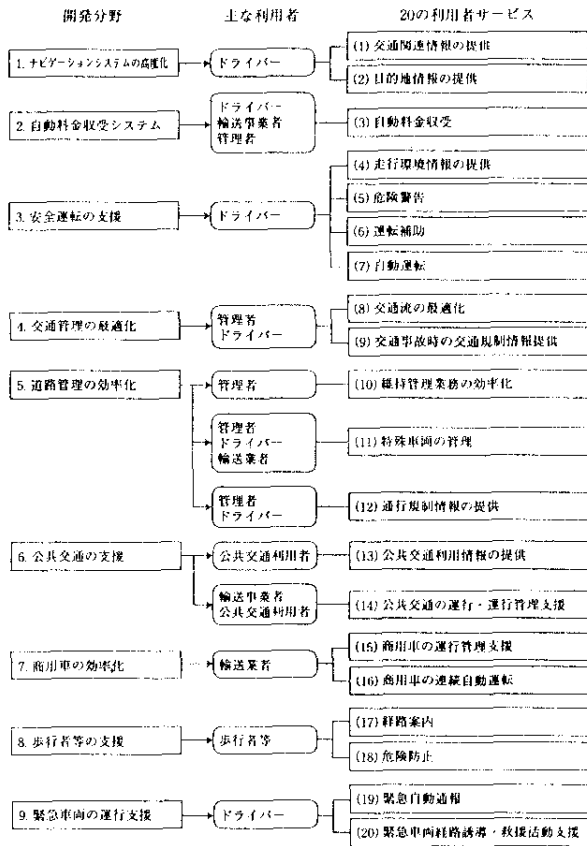 開発分野 主な利用者 20の利用者サービス
1. ナビゲーションシステムの高度化 ドライバー (1) 交通関連情報の提供
(2) 目的地情報の提供
2. 自動料金収受システム ドライバー
輸送事業者
管理者 (3) 自動料金収受
3. 安全運転の支援 ドライバー (4) 走行環境情報の提供
(5) 危険警告
(6) 運転補助
(7) 自動運転
4. 交通管理の最適化 管理者
ドライバー (8) 交通流の最適化
(9) 交通事故時の交通規制情報提供
5. 道路管理の効率化 管理者 (10) 維持管理業務の効率化
管理者
ドライバー
輸送業者 (11) 特殊車両の管理
管理者
ドライバー (12) 通行規制情報の提供
6. 公共交通の支援 公共交通利用者 (13) 公共交通利用情報の提供
輸送事業者
公共交通利用者 (14) 公共交通の運行・運行管理支援
7. 商用車の効率化 輸送業者 (15) 商用車の運行管理支援
(16) 商用車の連続自動運転
8. 歩行者等の支援 歩行者等 (17) 経路案内
(18) 危険防止
9. 緊急車両の運行支援 ドライバー (19) 緊急自動通報
(20) 緊急車両経路誘導・救援活動支援